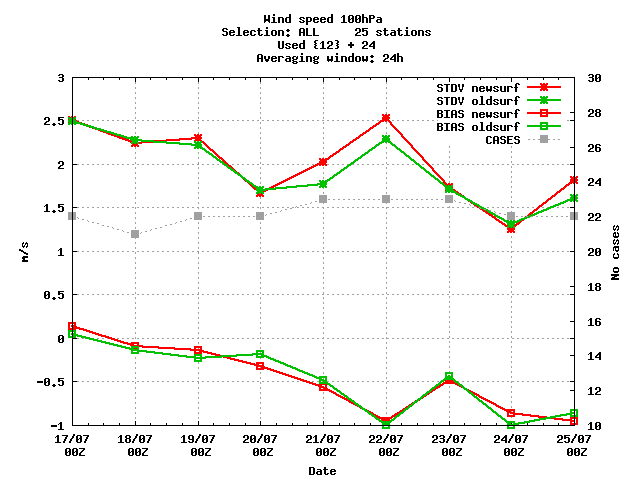 Wind speed 100hPa
Selection: ALL     25 stations
Used {12} + 24
Averaging window: 24h
STDV newsurf
STDV oldsurf
BIAS newsurf
BIAS oldsurf
CASES
3
2.5
2
1.5
1
0.5
0
-0.5
-1
m/s
30
28
26
24
22
20
18
16
14
12
10
No cases
17/07 18/07 19/07 20/07 21/07 22/07 23/07 24/07 25/07
00Z 00Z 00Z 00Z 00Z 00Z 00Z 00Z 00Z
Date